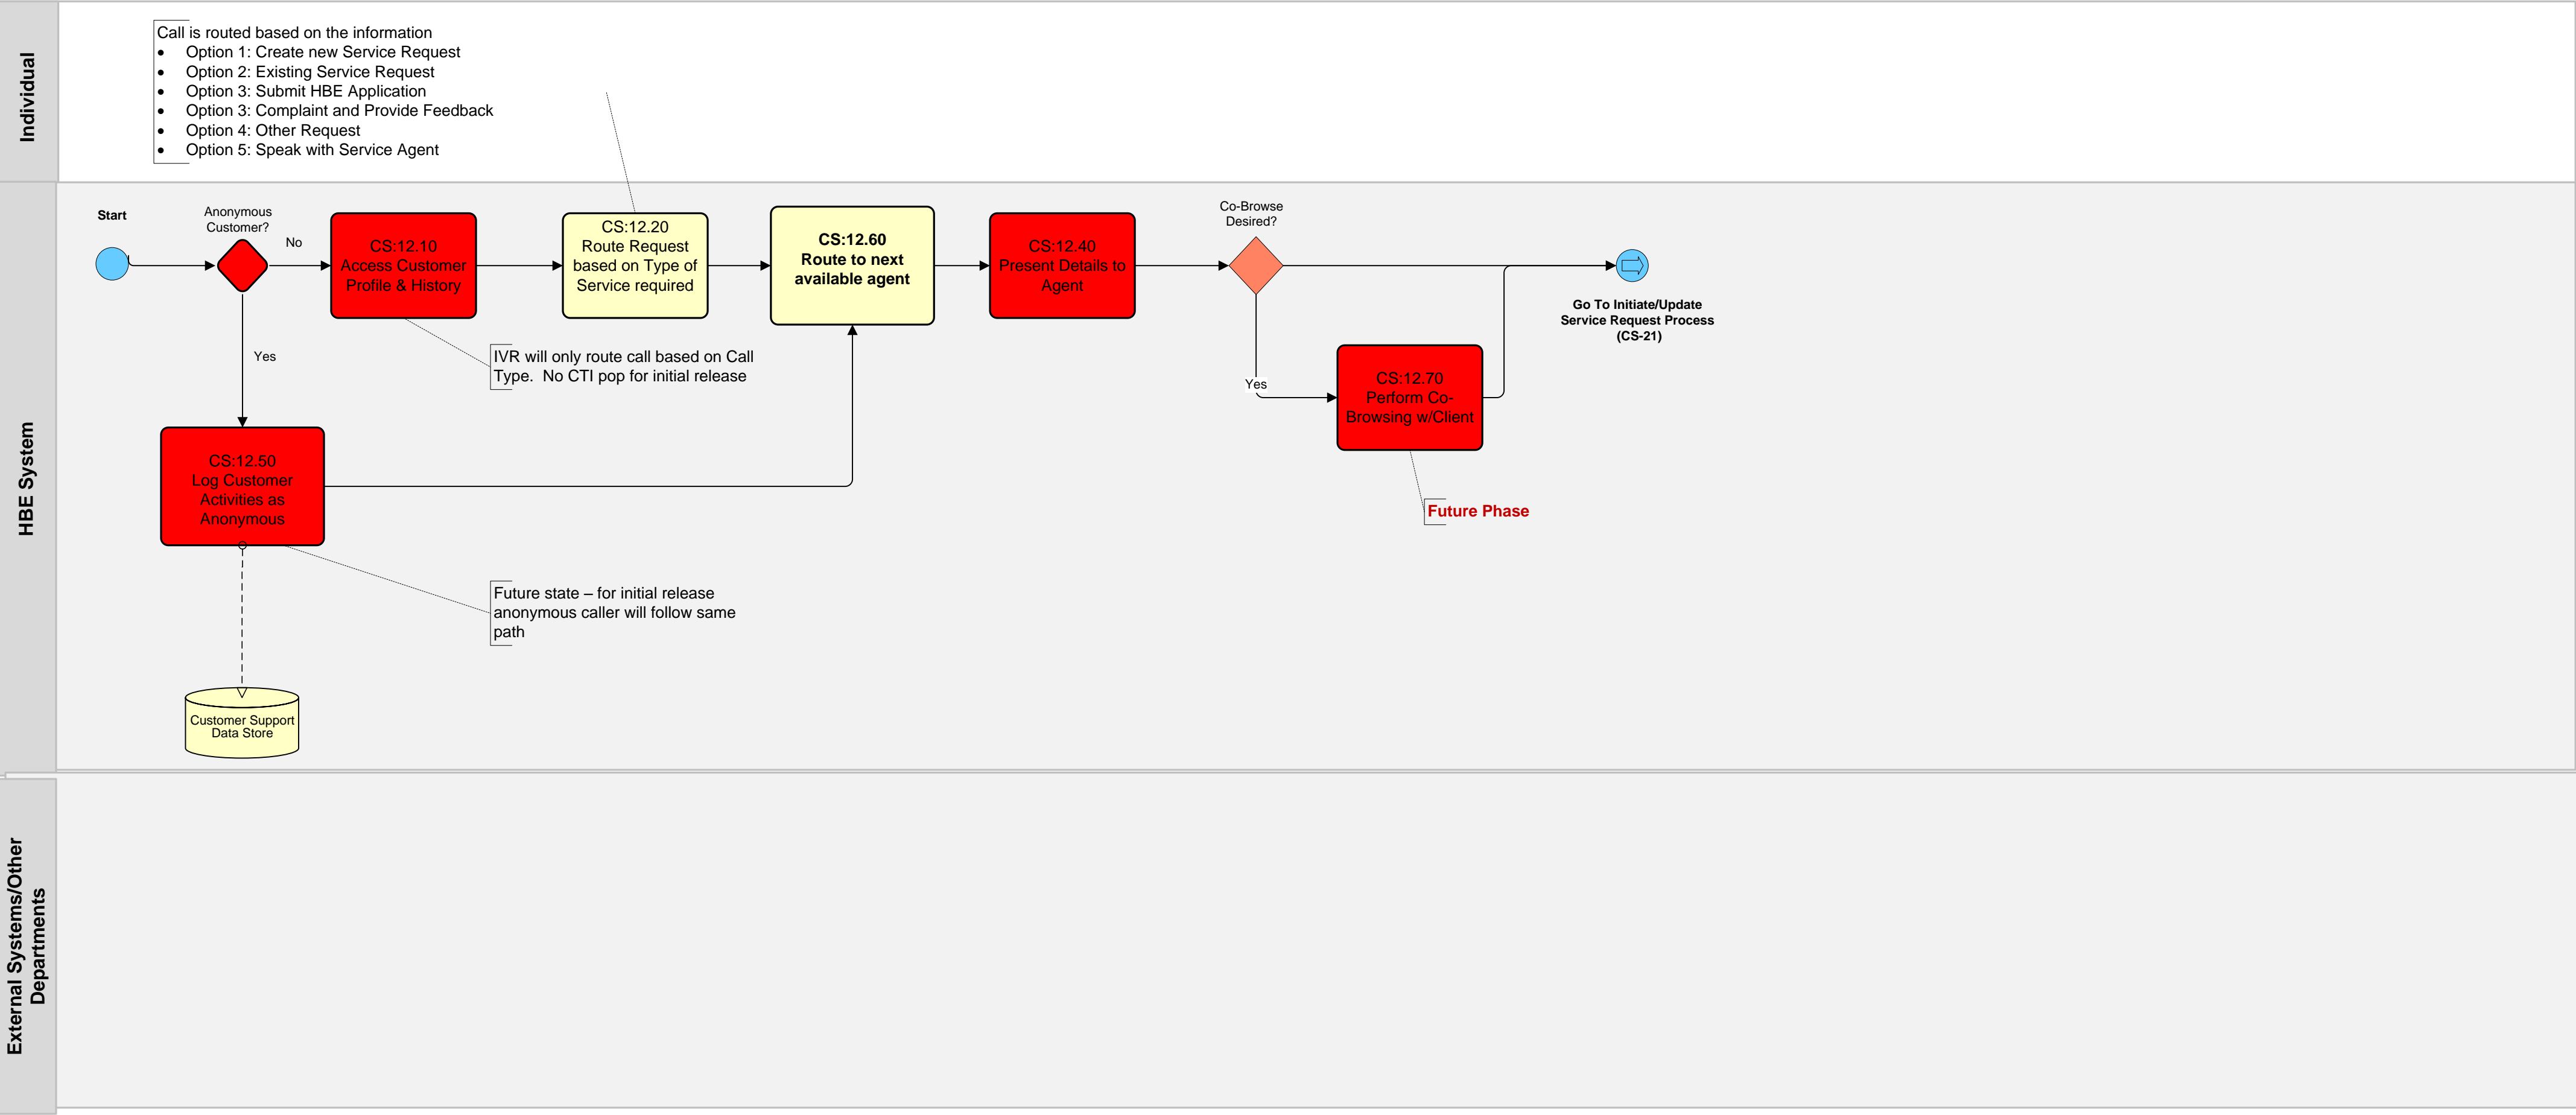 Individual
Call is routed based on the information
• Option 1: Create new Service Request
• Option 2: Existing Service Request
• Option 3: Submit HBE Application
• Option 3: Complaint and Provide Feedback
• Option 4: Other Request
• Option 5: Speak with Service Agent
HBE System
Start
Anonymous
Customer?
No
Yes
CS:12.10
Access Customer
Profile & History
CS:12.20
Route Request
based on Type of
Service required
CS:12.60
Route to next
available agent
CS:12.40
Present Details to
Agent
Co-Browse
Desired?
Yes
Go To Initiate/Update
Service Request Process
(CS-21)
IVR will only route call based on Call
Type.  No CTI pop for initial release
CS:12.70
Perform Co-
Browsing w/Client
Future Phase
CS:12.50
Log Customer
Activities as
Anonymous
Future state – for initial release
anonymous caller will follow same
path
Customer Support
Data Store
External Systems/Other
Departments